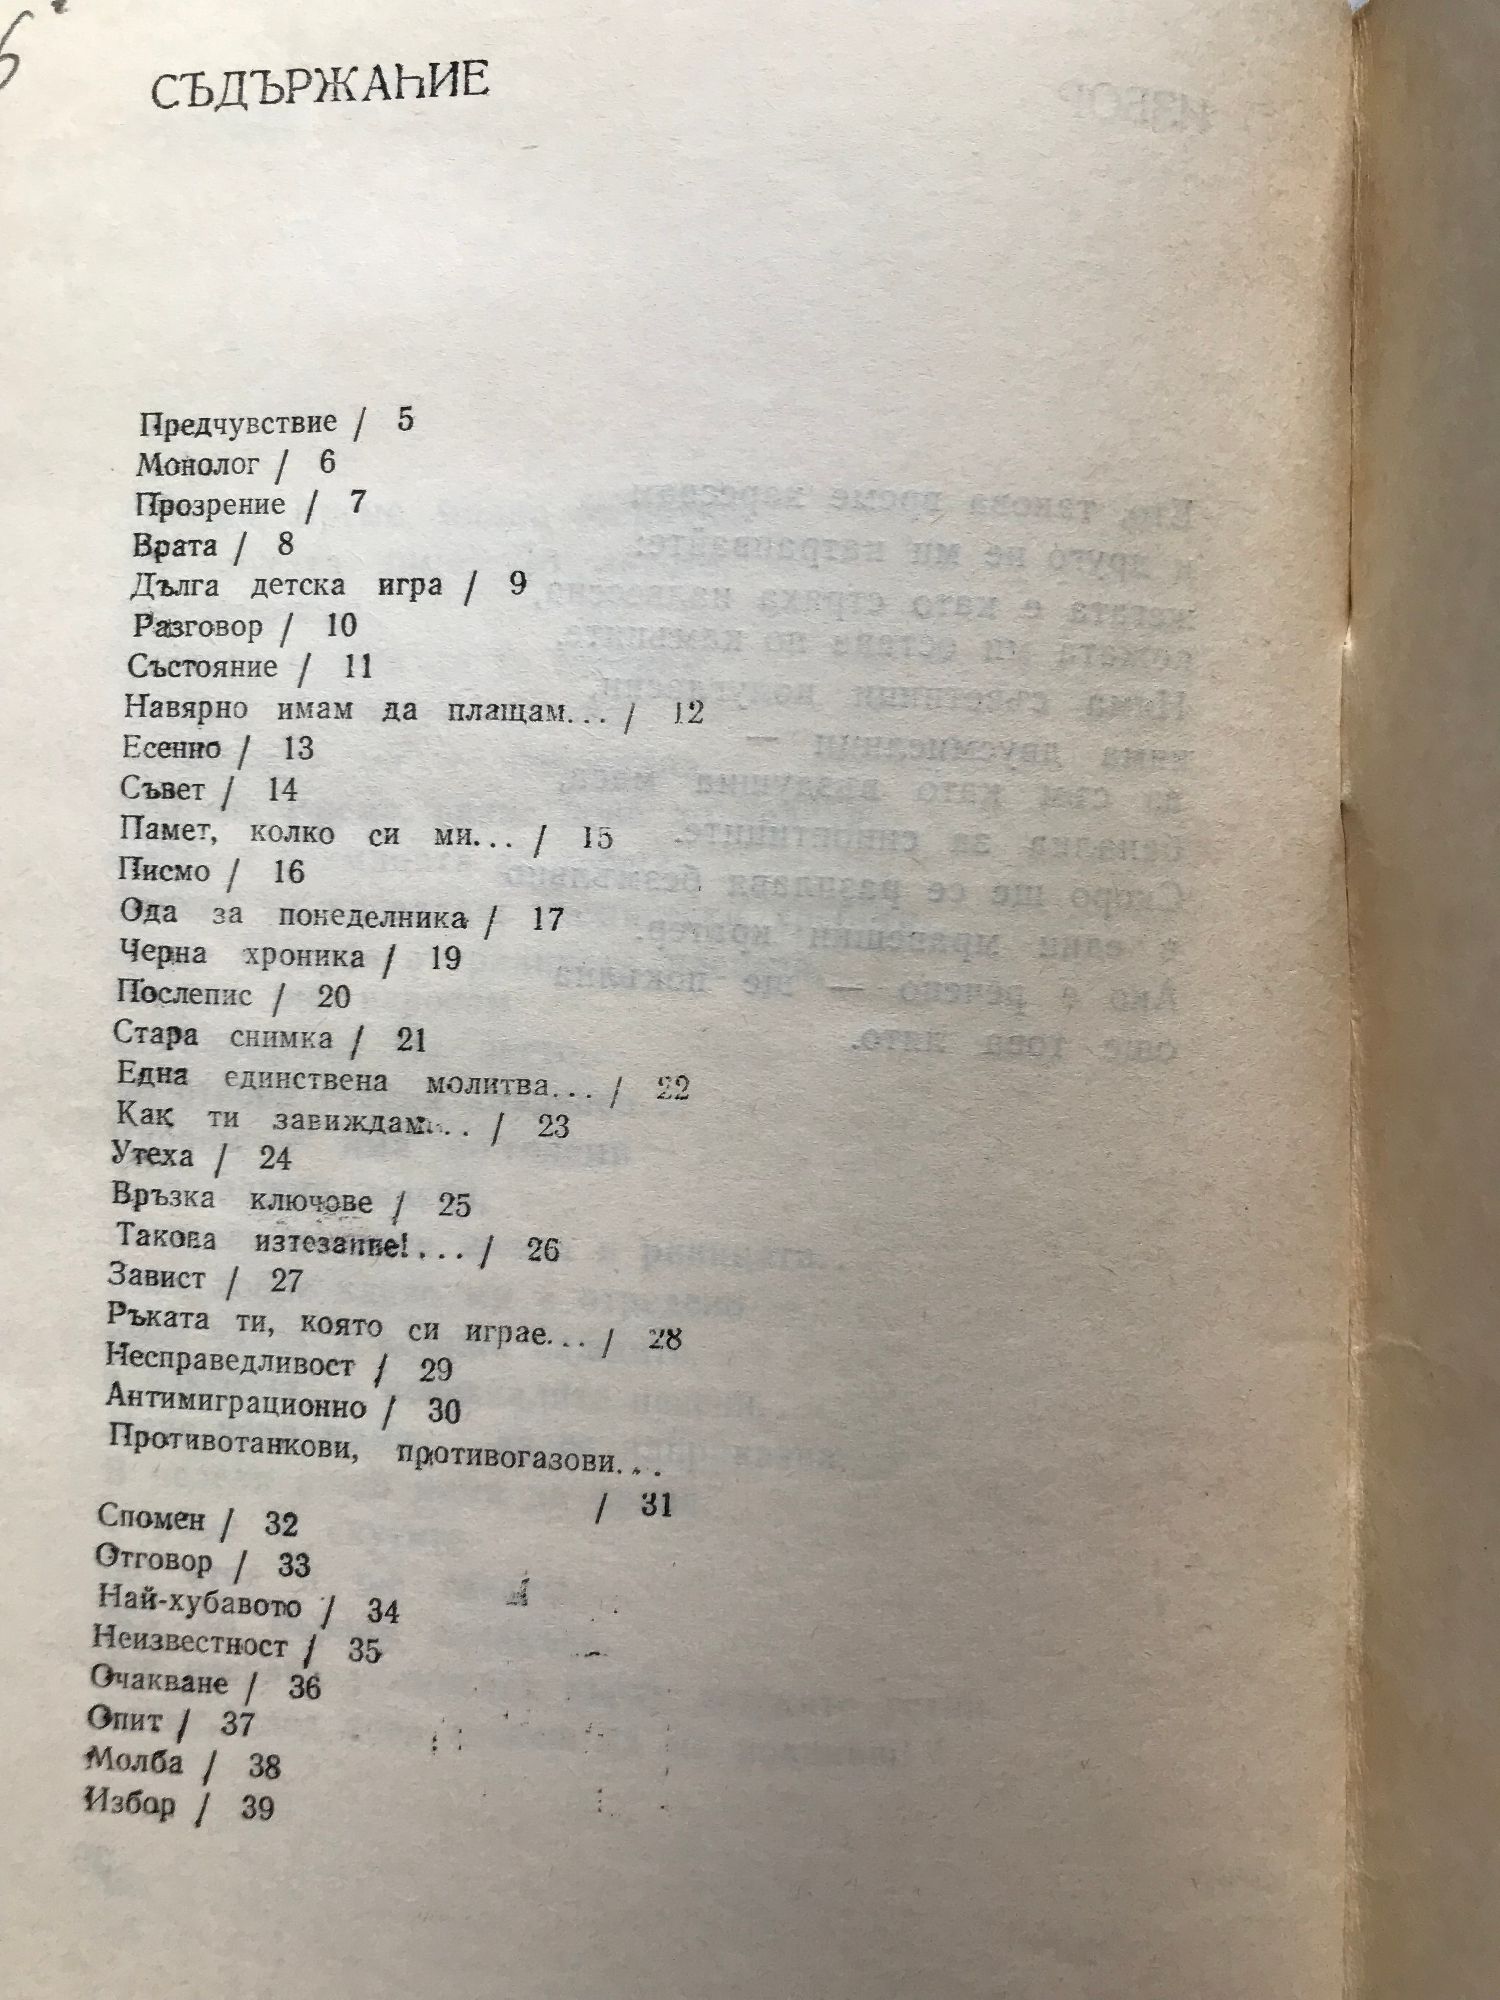 СЪДЪРЖАНИЕ
Предчувствие / 5
Монолог / 6
Прозрение / 7
Врата / 8
Дълга детска игра / 9
Разговор / 10
Състояние / 11
Навярно имам да плащам... / 12
Есенно / 13
Съвет / 14
Памет, колко си ми... / 15
Писмо / 16
Ода за понеделника / 17
Черна хроника / 19
Послепис / 20
Стара снимка / 21
Една единствена молитва... / 22
Как ти завиждам... / 23
Утеха / 24
Връзка ключове / 25
Такова изтезание!... / 26
Завист / 27
Ръката ти, която си играе... / 28
Несправедливост / 29
Антимиграционно / 30
Противотанкови, противогазови...
/ 31
Спомен / 32
Отговор / 33
Най-хубавото / 34
Неизвестност / 35
Очакване / 36
Опит / 37
Молба / 38
Избор / 39